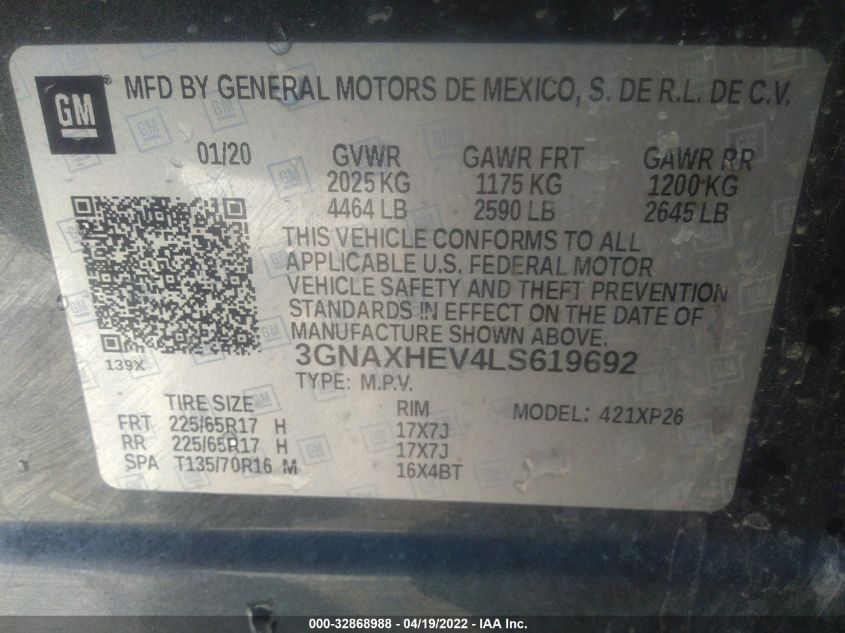 GM ® MFD BY GENERAL MOTORS DE MEXICO, S. DE R.L. DE C.V.
01/20 GVWR GAWR FRT GAWR RR
2025 KG 1175 KG 1200 KG
4464 LB 2590 LB 2645 LB
THIS VEHICLE CONFORMS TO ALL
APPLICABLE U.S. FEDERAL MOTOR
VEHICLE SAFETY AND THEFT PREVENTION
STANDARDS IN EFFECT ON THE DATE OF
MANUFACTURE SHOWN ABOVE.
139X 3GNAXHEV4LS619692
TYPE: M.P.V.
TIRE SIZE RIM MODEL: 421XP26
FRT 225/65R17 H 17X7J
RR 225/65R17 H 17X7J
SPA T135/70R16 M 16X4BT
000-32868988 - 04/19/2022 - IAA Inc.